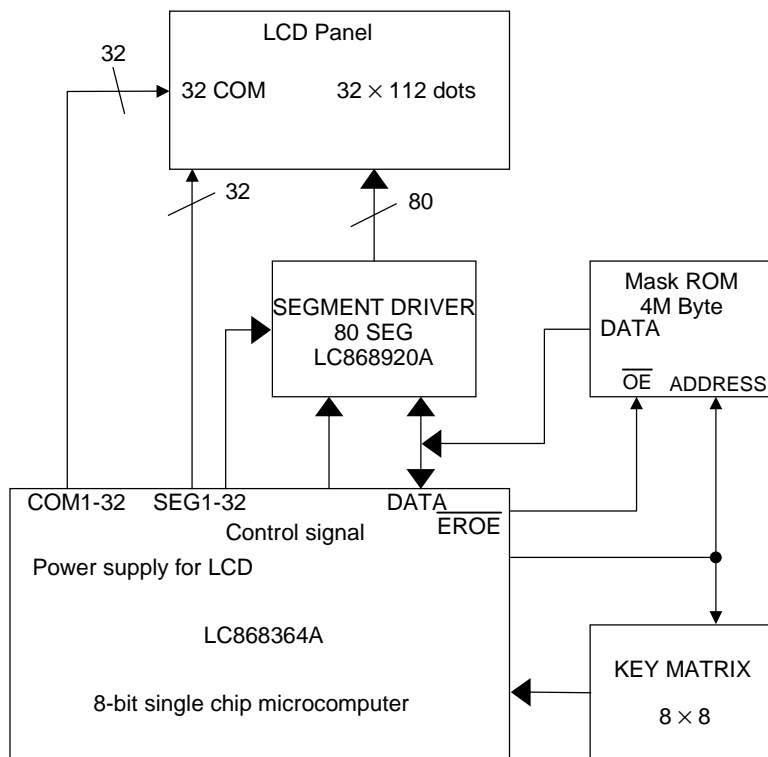 LCD Panel
32
32 COM 32 × 112 dots
32
80
SEGMENT DRIVER
80 SEG
LC868920A
Mask ROM
4M Byte
DATA
OE ADDRESS
COM1-32 SEG1-32 DATA
EROE
Control signal
Power supply for LCD
LC868364A
8-bit single chip microcomputer
KEY MATRIX
8 × 8